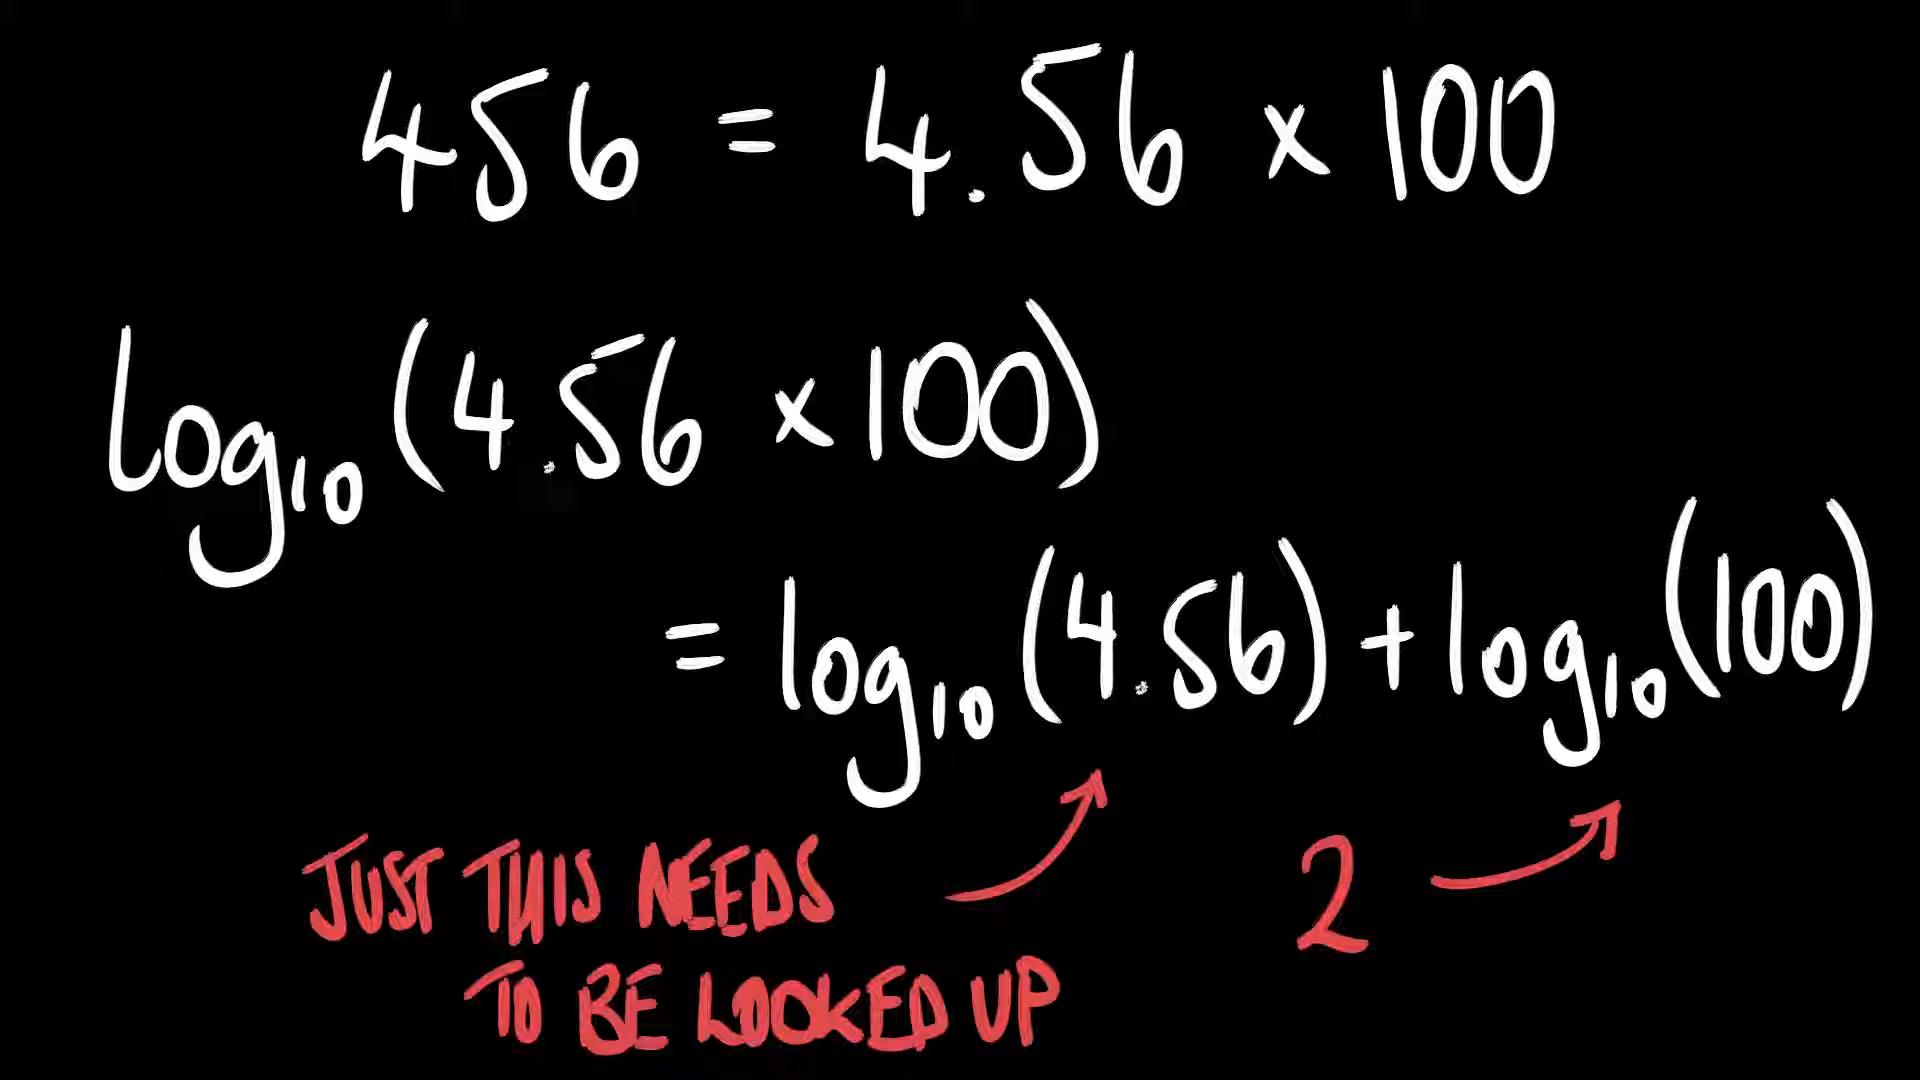 456 = 4.56 × 100
log₁₀(4.56 × 100)
= log₁₀(4.56) + log₁₀(100)
JUST THIS NEEDS
TO BE LOOKED UP
2